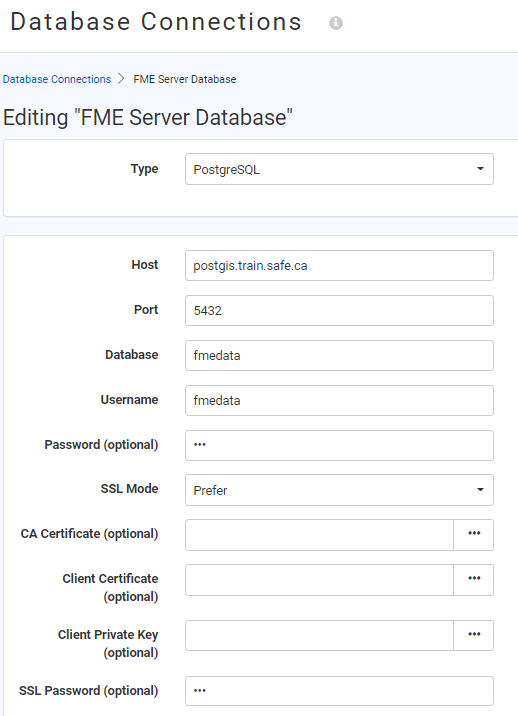 Database Connections
Database Connections > FME Server Database
Editing "FME Server Database"
Type PostgreSQL
Host postgis.train.safe.ca
Port 5432
Database fmedata
Username fmedata
Password (optional) •••
SSL Mode Prefer
CA Certificate (optional) •••
Client Certificate
(optional) •••
Client Private Key
(optional) •••
SSL Password (optional) •••